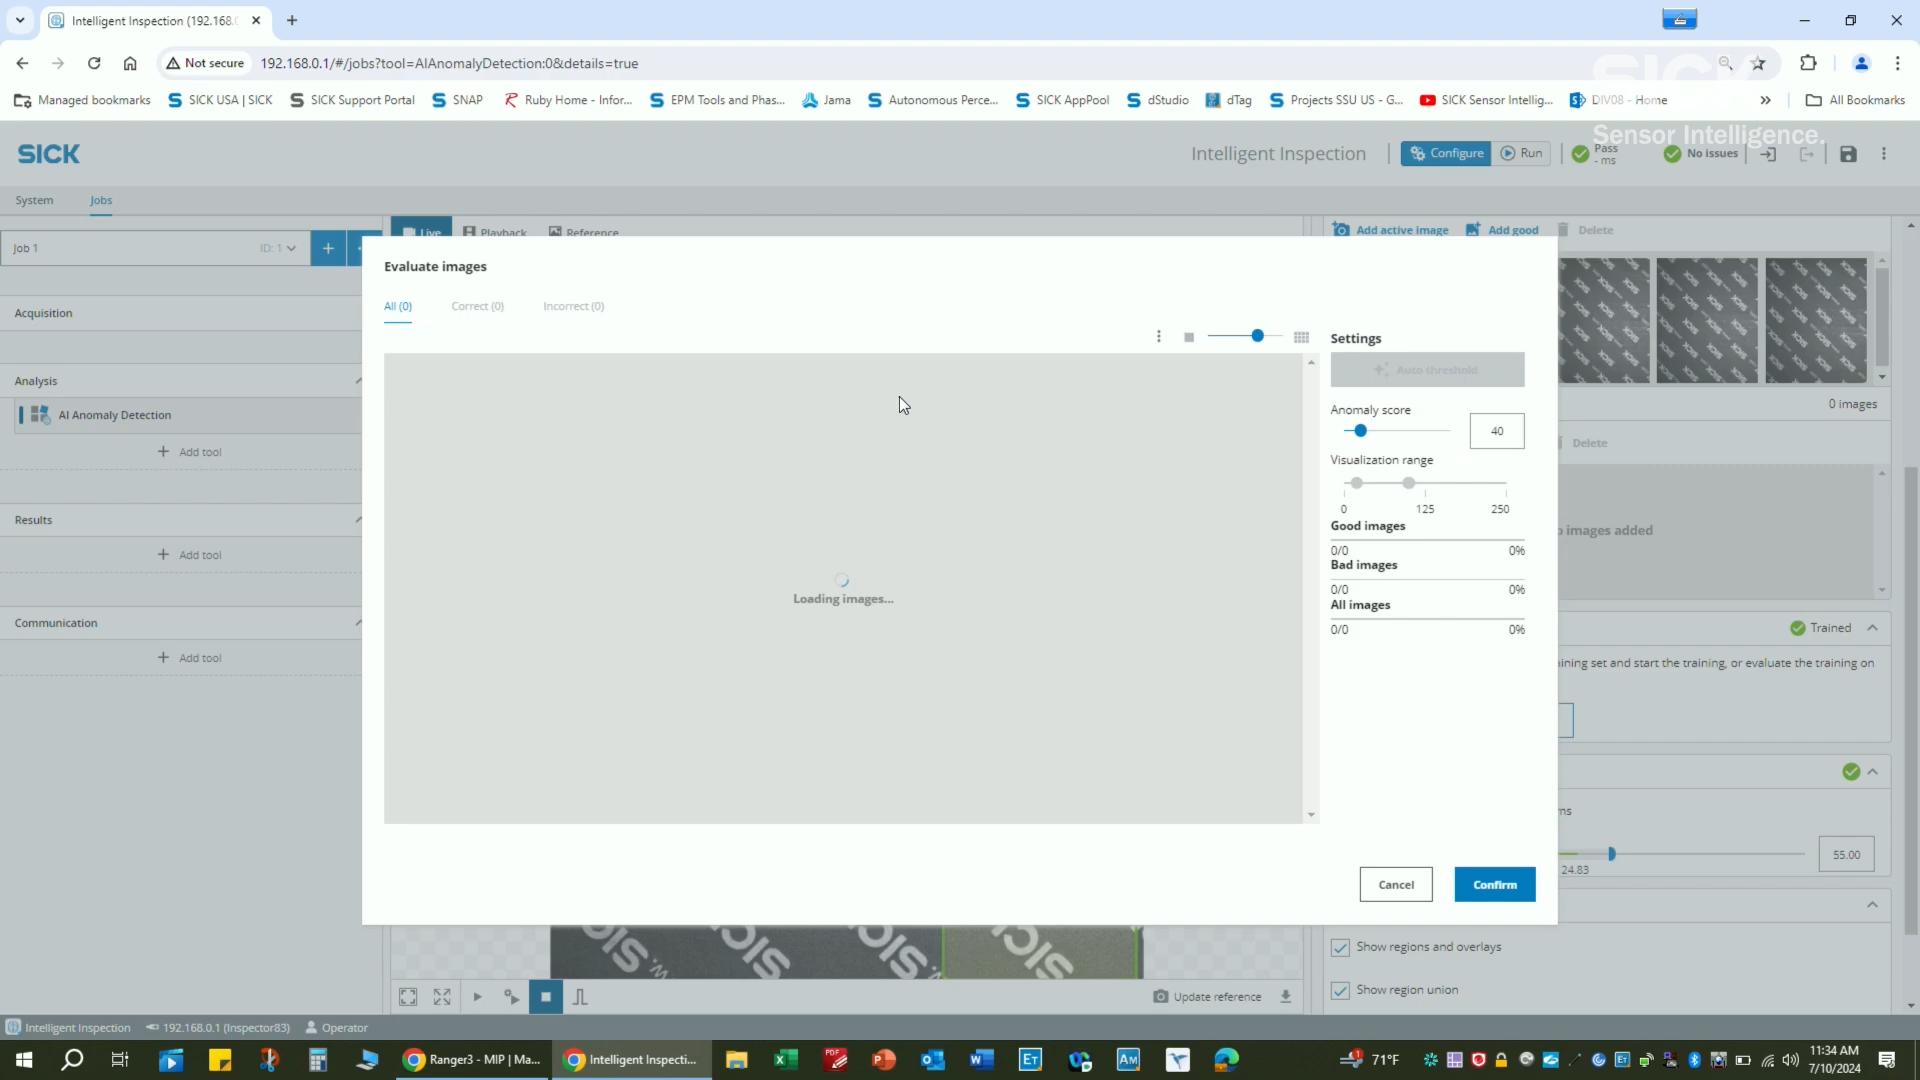 Intelligent Inspection (192.168.
Not secure
192.168.0.1/#/jobs?tool=AIAnomalyDetection:0&details=true
SICK
Managed bookmarks
SICK USA | SICK
SICK Support Portal
SNAP
Ruby Home - Infor...
EPM Tools and Phas...
Jama
Autonomous Perce...
SICK AppPool
dStudio
dTag
Projects SSU US - G...
SICK Sensor Intellig...
DIV08 - Home
»
All Bookmarks
Sensor Intelligence.
SICK
Intelligent Inspection
Configure
Run
Pass
- ms
No issues
System
Jobs
Job 1
ID: 1
Live
Playback
Reference
Add active image
Add good
Delete
Evaluate images
All (0)
Correct (0)
Incorrect (0)
Acquisition
Settings
Auto threshold
Analysis
AI Anomaly Detection
Add tool
Anomaly score
40
0 images
Delete
Visualization range
0
125
250
Results
Add tool
Good images
0/0
0%
images added
Bad images
0/0
0%
All images
0/0
0%
Loading images...
Communication
Add tool
Trained
ining set and start the training, or evaluate the training on
ms
55.00
24.83
Cancel
Confirm
Show regions and overlays
Show region union
Update reference
Intelligent Inspection
192.168.0.1 (Inspector83)
Operator
Ranger3 - MIP | Ma...
Intelligent Inspecti...
71°F
11:34 AM
7/10/2024